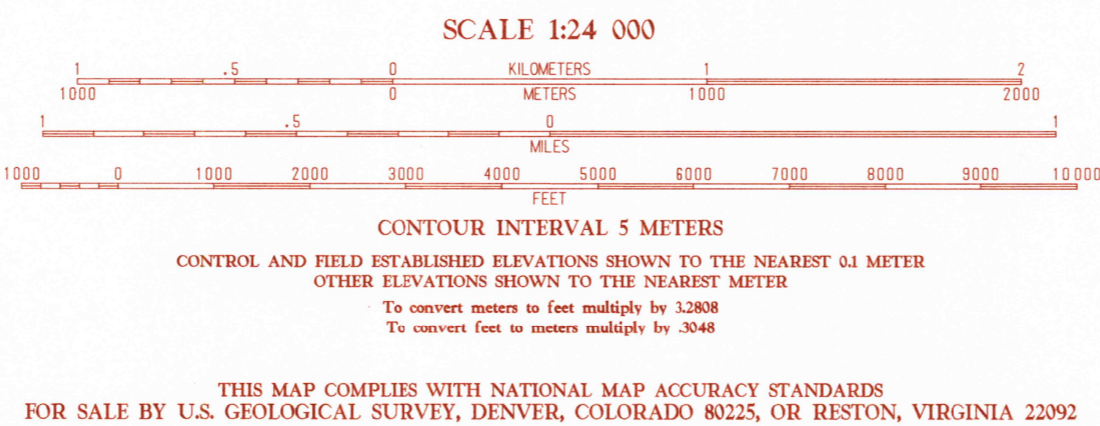 SCALE 1:24 000
1 .5 0 KILOMETERS 1 2
1000 0 METERS 1000 2000
1 .5 0 1
MILES
1000 0 1000 2000 3000 4000 5000 6000 7000 8000 9000 10 000
FEET
CONTOUR INTERVAL 5 METERS
CONTROL AND FIELD ESTABLISHED ELEVATIONS SHOWN TO THE NEAREST 0.1 METER
OTHER ELEVATIONS SHOWN TO THE NEAREST METER
To convert meters to feet multiply by 3.2808
To convert feet to meters multiply by .3048
THIS MAP COMPLIES WITH NATIONAL MAP ACCURACY STANDARDS
FOR SALE BY U.S. GEOLOGICAL SURVEY, DENVER, COLORADO 80225, OR RESTON, VIRGINIA 22092